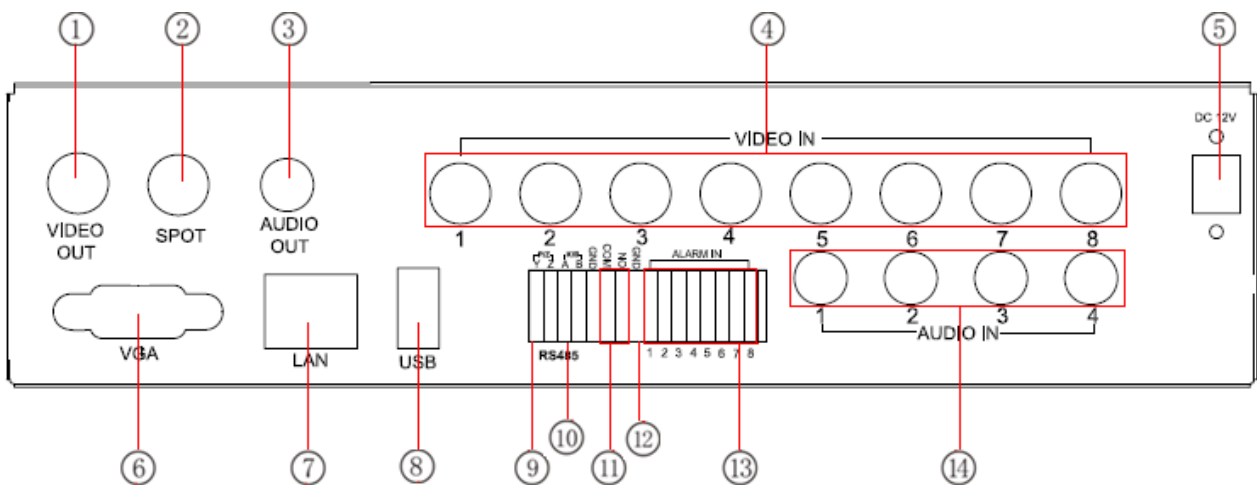 ① ② ③ ④ ⑤
DC 12V
VIDEO IN
VIDEO OUT
SPOT
AUDIO OUT
1 2 3 4 5 6 7 8
PTZ
Y Z A B GND COM NO GND
ALARM IN
VGA
LAN
USB
RS485
1 2 3 4 5 6 7 8
1 2 3 4
AUDIO IN
⑥ ⑦ ⑧ ⑨ ⑩ ⑪ ⑫ ⑬ ⑭